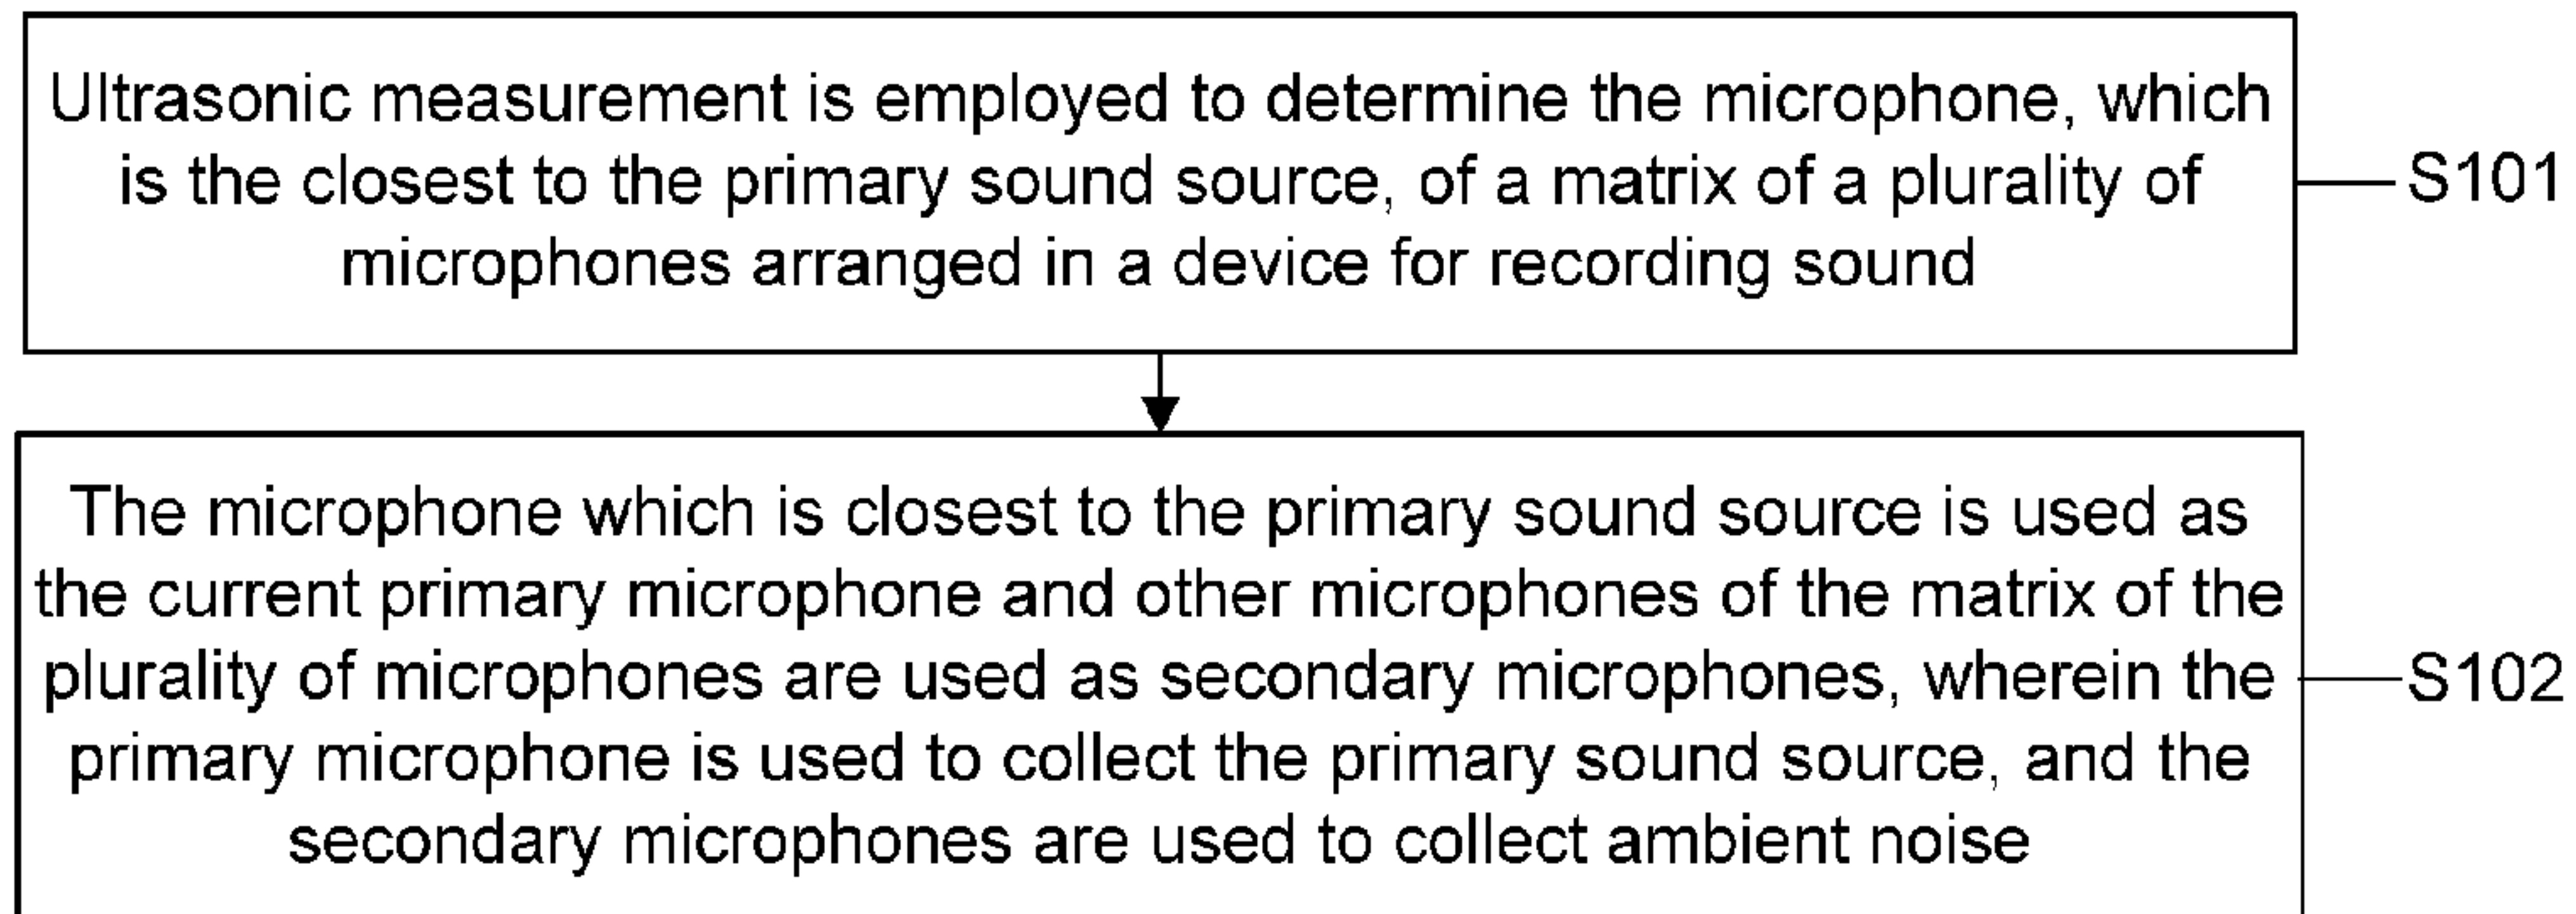 Ultrasonic measurement is employed to determine the microphone, which
is the closest to the primary sound source, of a matrix of a plurality of
microphones arranged in a device for recording sound
S101
The microphone which is closest to the primary sound source is used as
the current primary microphone and other microphones of the matrix of the
plurality of microphones are used as secondary microphones, wherein the
primary microphone is used to collect the primary sound source, and the
secondary microphones are used to collect ambient noise
S102